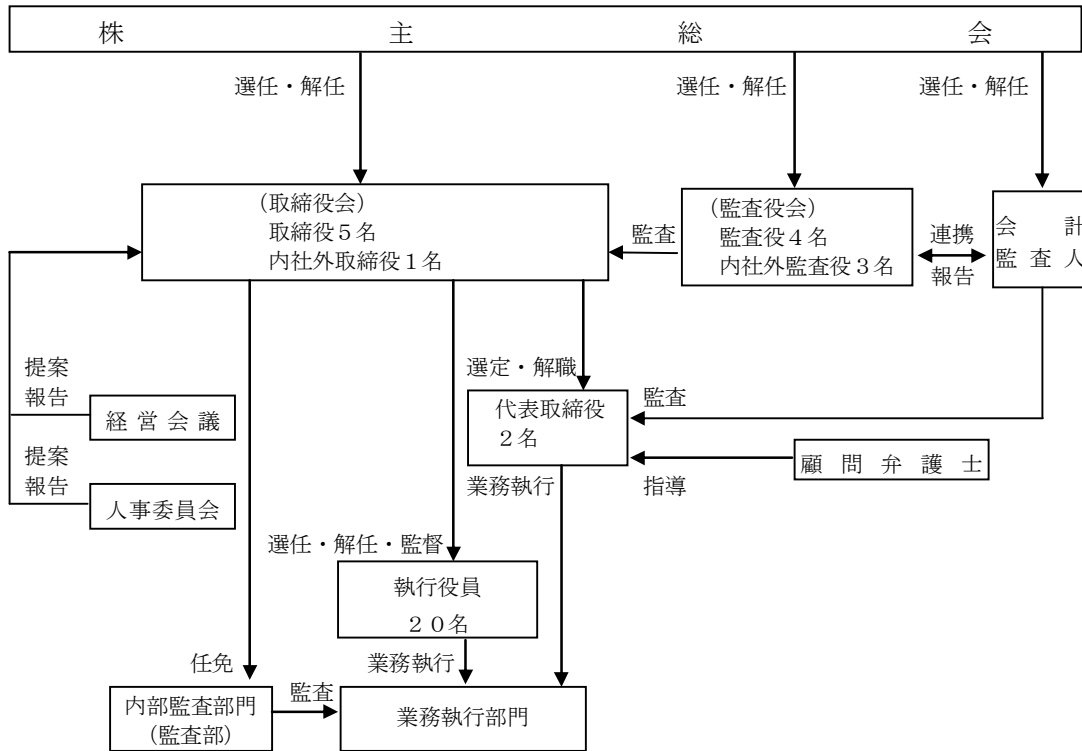 株主総会
選任・解任
選任・解任
選任・解任
(取締役会)
取締役5名
内社外取締役1名
監査
(監査役会)
監査役4名
内社外監査役3名
連携
報告
会計
監査人
提案
報告
経営会議
提案
報告
人事委員会
選定・解職
代表取締役
2名
監査
顧問弁護士
指導
業務執行
選任・解任・監督
執行役員
20名
業務執行
任免
内部監査部門
(監査部)
監査
業務執行部門